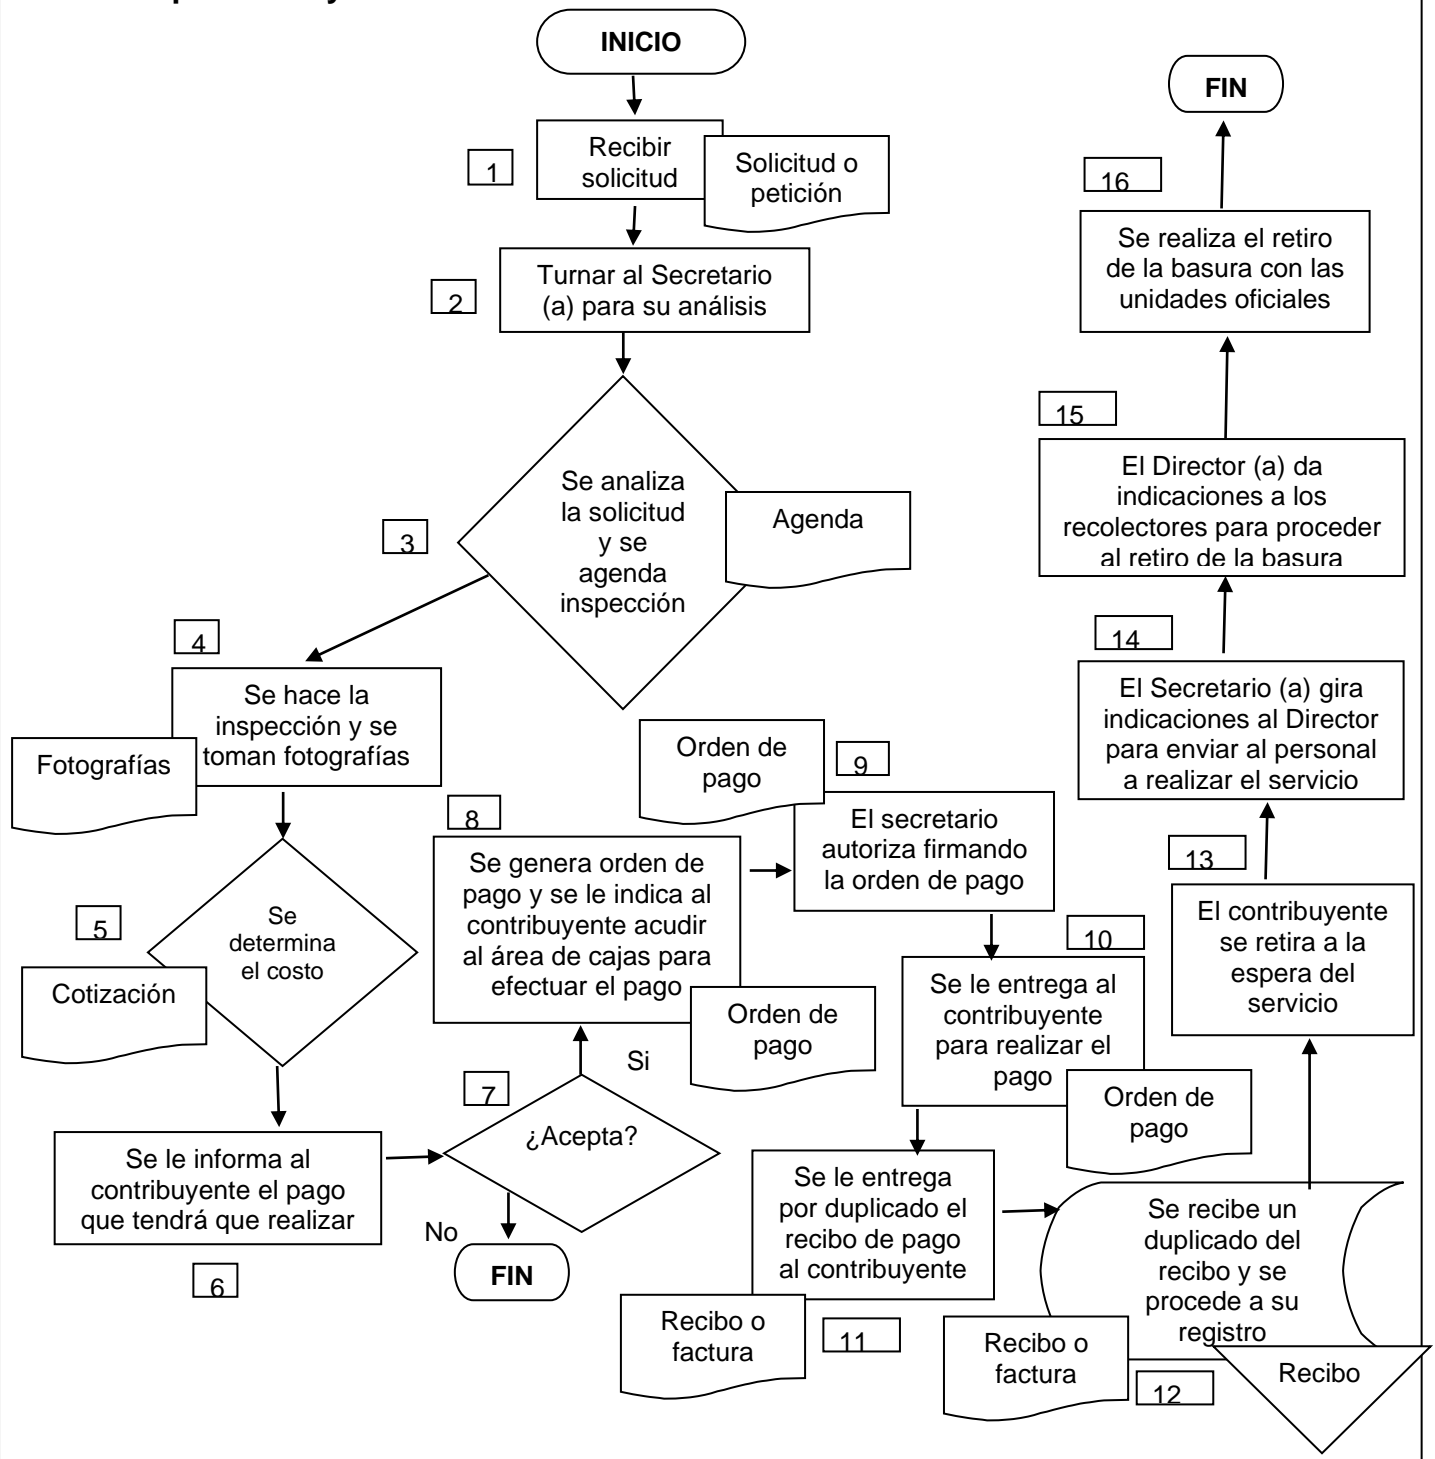 INICIO
1
Recibir
solicitud
Solicitud o
petición
2
Turnar al Secretario
(a) para su análisis
3
Se analiza
la solicitud
y se
agenda
inspección
Agenda
4
Se hace la
inspección y se
toman fotografías
Fotografías
5
Se
determina
el costo
Cotización
Se le informa al
contribuyente el pago
que tendrá que realizar
6
7
¿Acepta?
Si
No
FIN
8
Se genera orden de
pago y se le indica al
contribuyente acudir
al área de cajas para
efectuar el pago
Orden de
pago
Orden de
pago
9
El secretario
autoriza firmando
la orden de pago
10
Se le entrega al
contribuyente
para realizar el
pago
Orden de
pago
Se le entrega
por duplicado el
recibo de pago
al contribuyente
Recibo o
factura
11
Se recibe un
duplicado del
recibo y se
procede a su
registro
Recibo o
factura
12
Recibo
13
El contribuyente
se retira a la
espera del
servicio
14
El Secretario (a) gira
indicaciones al Director
para enviar al personal
a realizar el servicio
15
El Director (a) da
indicaciones a los
recolectores para proceder
al retiro de la basura
16
Se realiza el retiro
de la basura con las
unidades oficiales
FIN